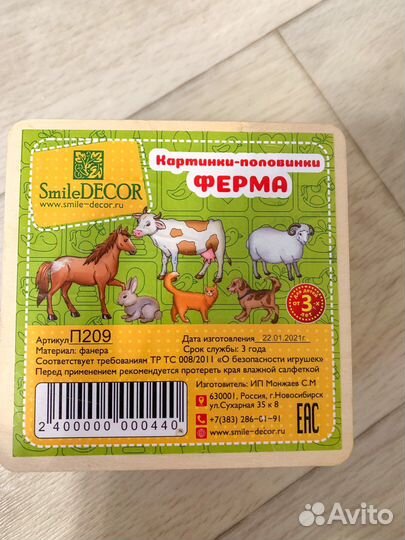 Картинки-половинки
ФЕРМА
SmileDECOR
www.smile-decor.ru
ДЛЯ ДЕТЕЙ
ОТ 3 ЛЕТ
Артикул П209
Материал: фанера
Дата изготовления 22.01.2021г.
Срок службы: 3 года
Соответствует требованиям ТР ТС 008/2011 «О безопасности игрушек»
Перед применением рекомендуется протереть края влажной салфеткой
Изготовитель: ИП Монжаев С.М
630001, Россия, г.Новосибирск
ул.Сухарная 35 к 8
+7(383) 286-01-91
www.smile-decor.ru
2 400000 000440
EAC
Avito